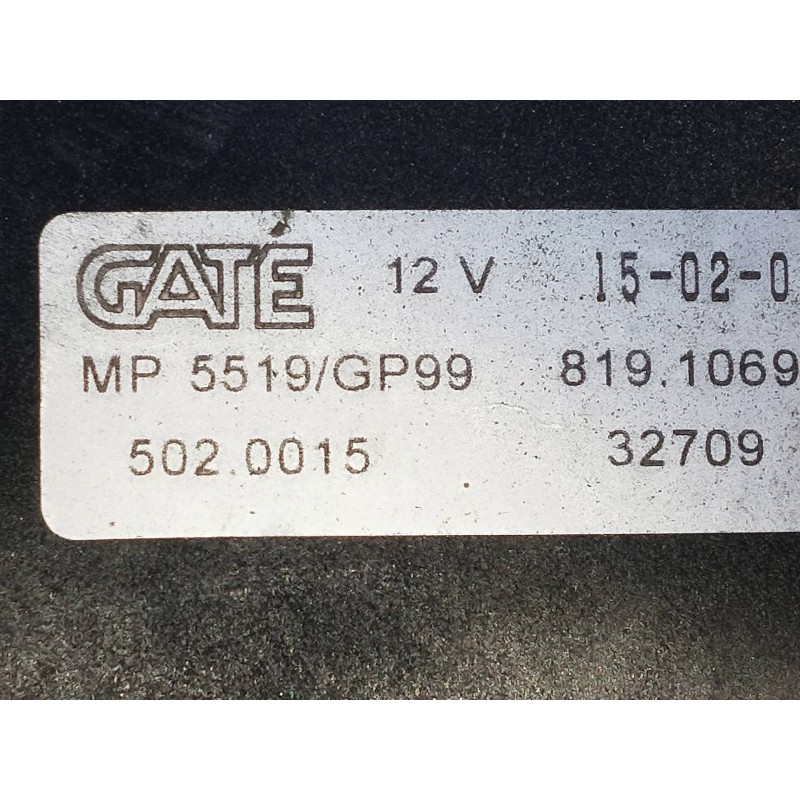 GATE 12 V 15-02-0
MP 5519/GP99 819.1069
502.0015 32709